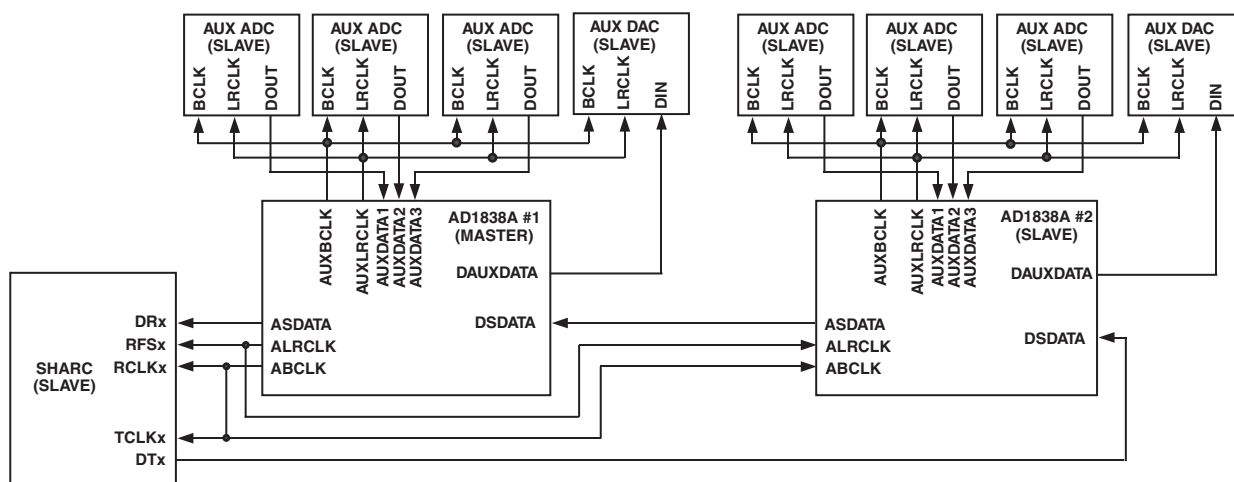 AUX ADC
(SLAVE)
BCLK
LRCLK
DOUT
AUX ADC
(SLAVE)
BCLK
LRCLK
DOUT
AUX ADC
(SLAVE)
BCLK
LRCLK
DOUT
AUX DAC
(SLAVE)
BCLK
LRCLK
DIN
AUX ADC
(SLAVE)
BCLK
LRCLK
DOUT
AUX ADC
(SLAVE)
BCLK
LRCLK
DOUT
AUX ADC
(SLAVE)
BCLK
LRCLK
DOUT
AUX DAC
(SLAVE)
BCLK
LRCLK
DIN
AUXBCLK
AUXLRCLK
AUXDATA1
AUXDATA2
AUXDATA3
AD1838A #1
(MASTER)
DAUXDATA
DSDATA
ASDATA
ALRCLK
ABCLK
AUXBCLK
AUXLRCLK
AUXDATA1
AUXDATA2
AUXDATA3
AD1838A #2
(SLAVE)
DAUXDATA
DSDATA
ASDATA
ALRCLK
ABCLK
SHARC
(SLAVE)
DRx
RFSx
RCLKx
TCLKx
DTx